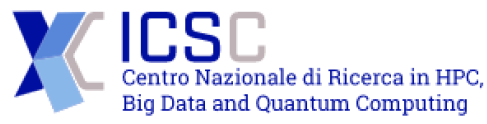 ICSC
Centro Nazionale di Ricerca in HPC,
Big Data and Quantum Computing